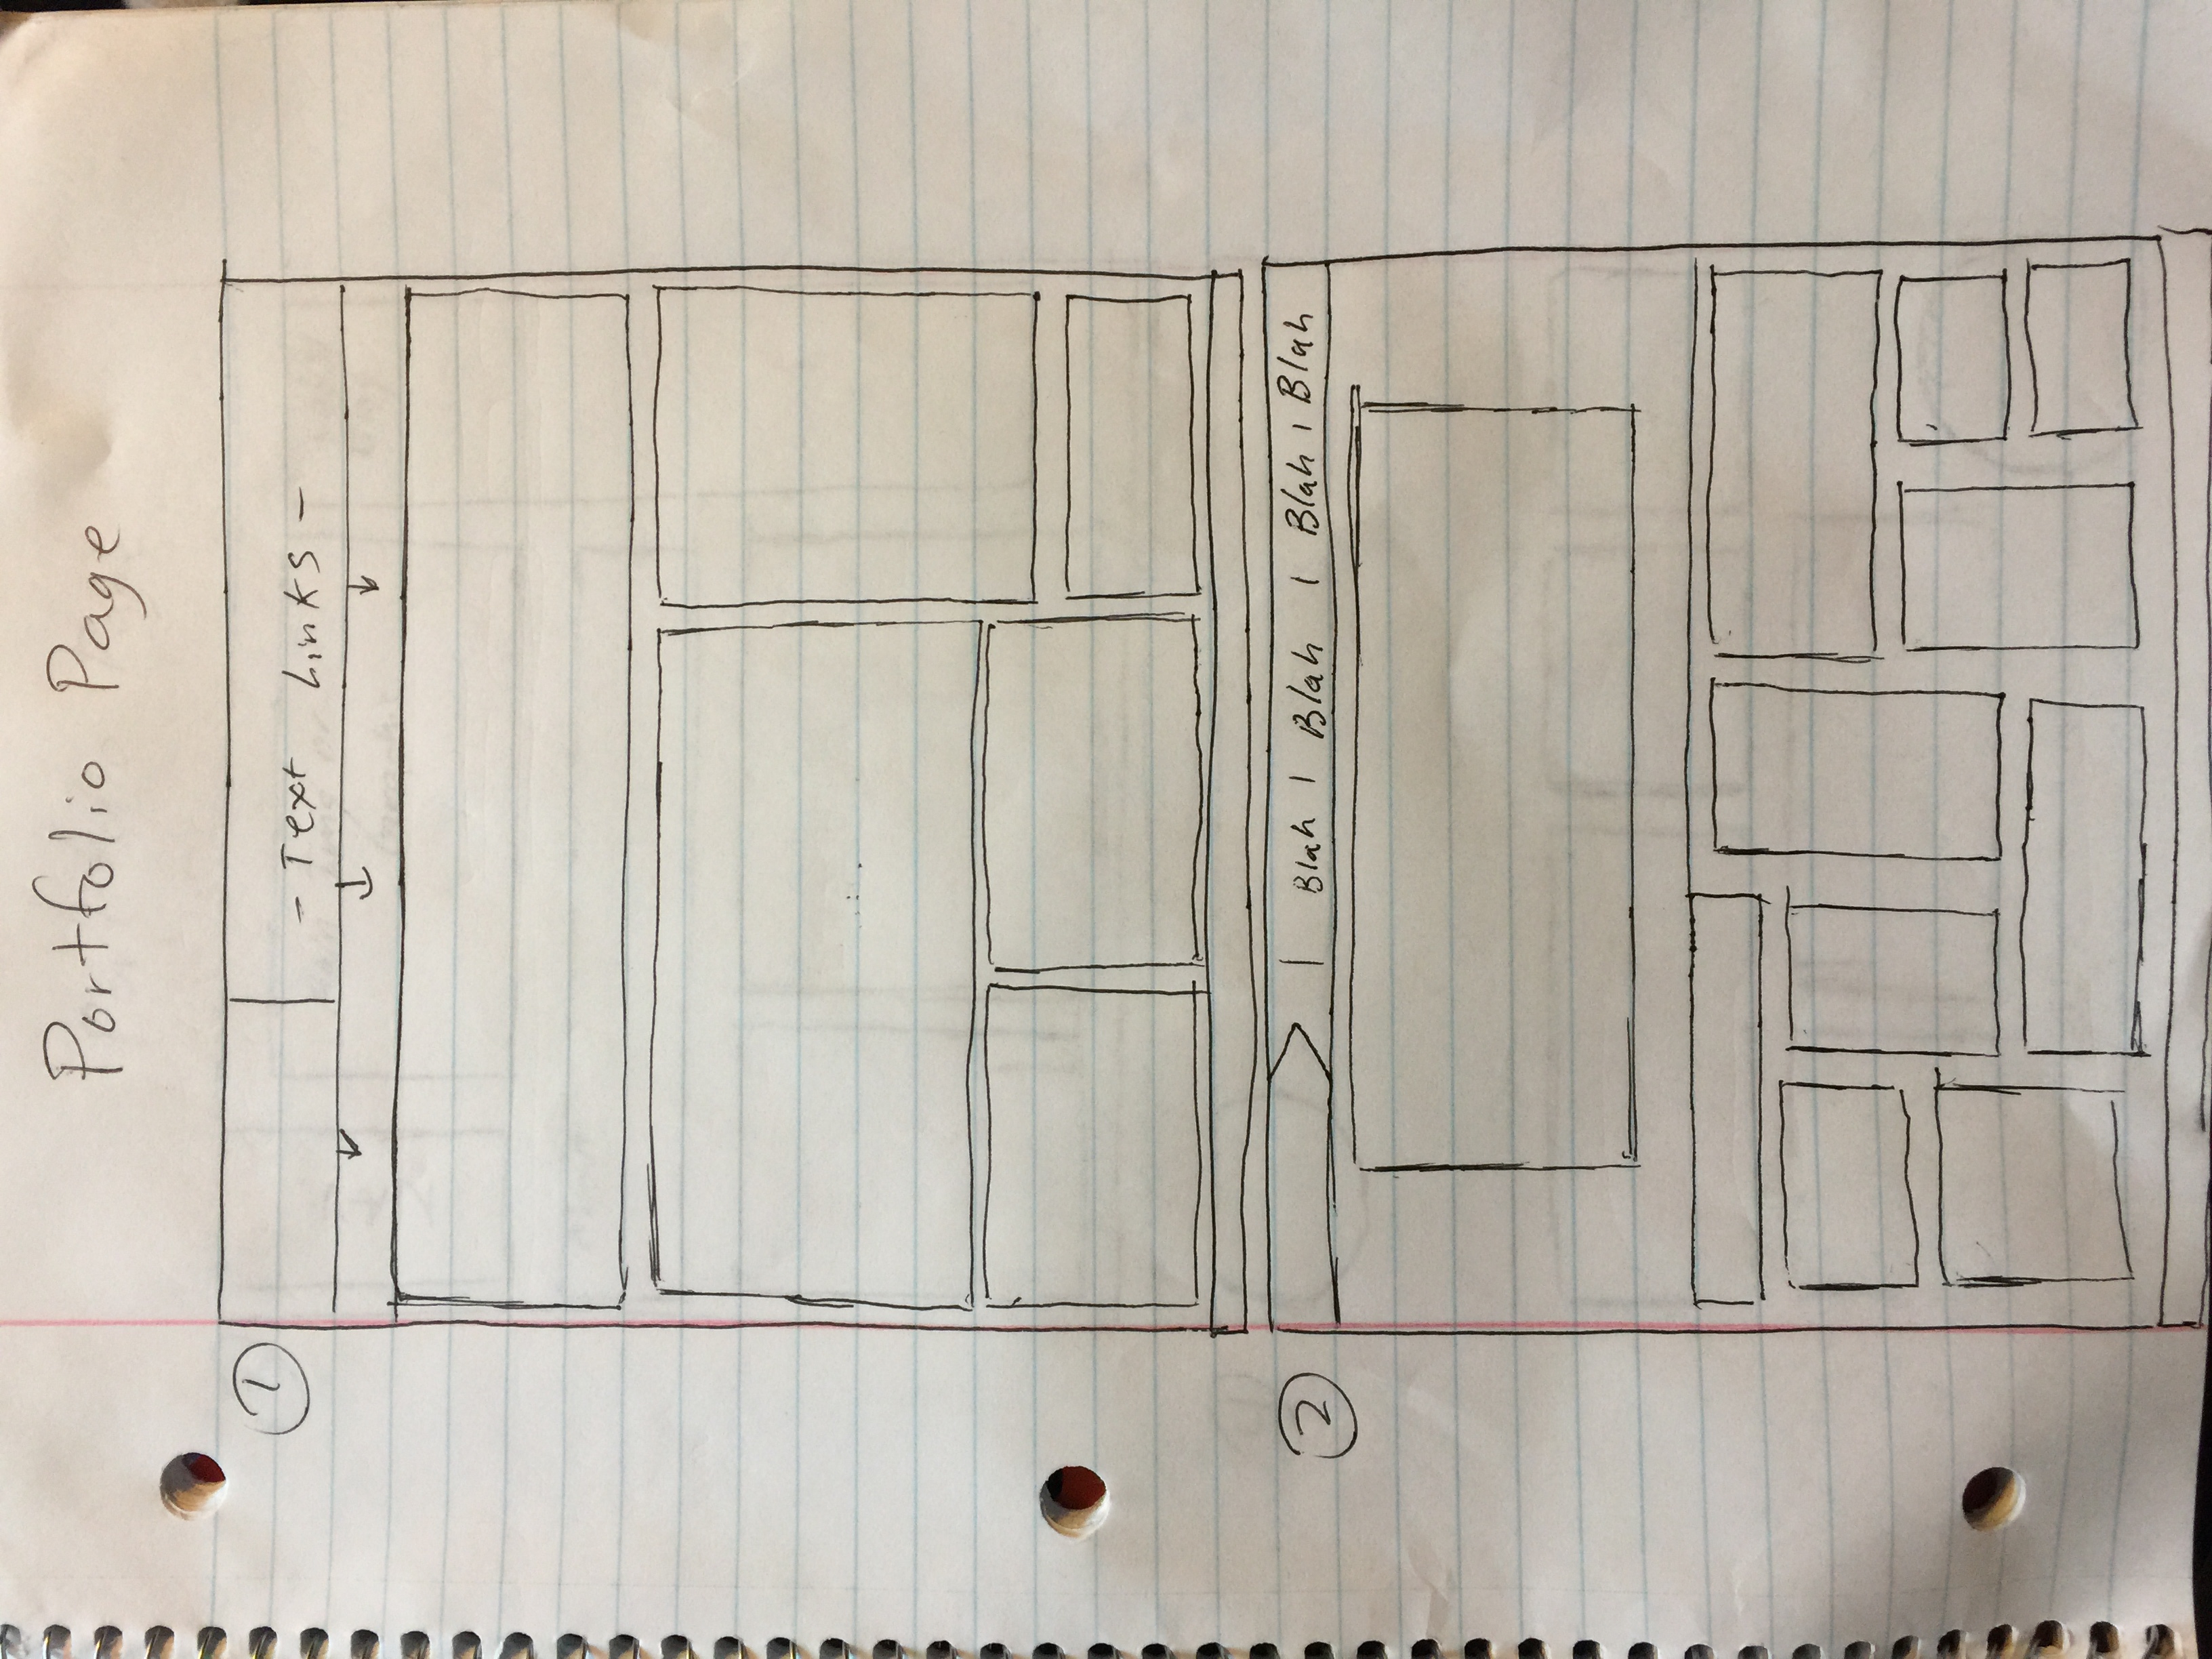 Portfolio Page
1
- Text Links -
2
| Blah | Blah | Blah | Blah